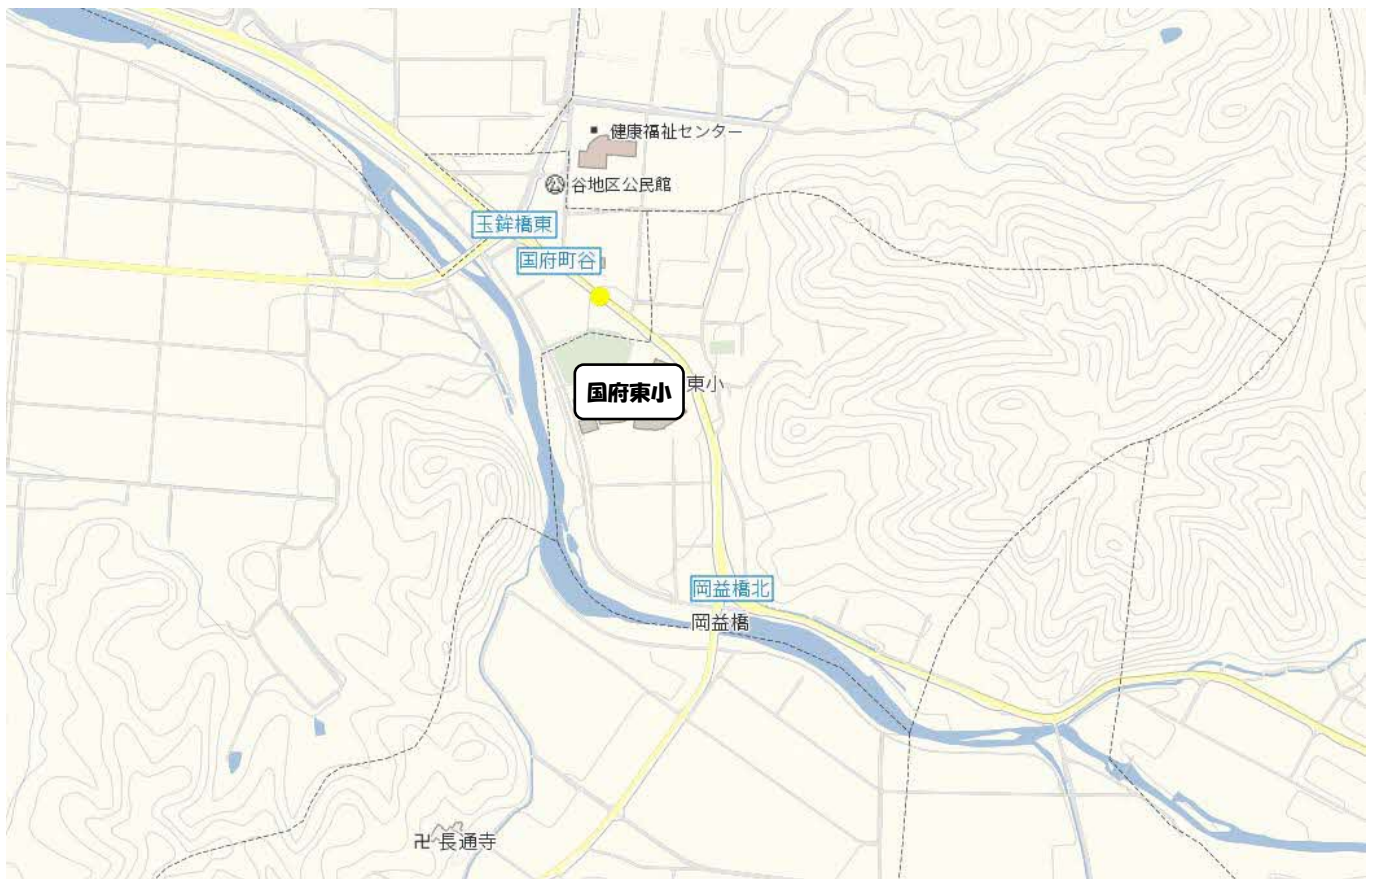 健康福祉センター
公 谷地区公民館
玉鉾橋東
国府町谷
国府東小
東小
岡益橋北
岡益橋
卍 長通寺